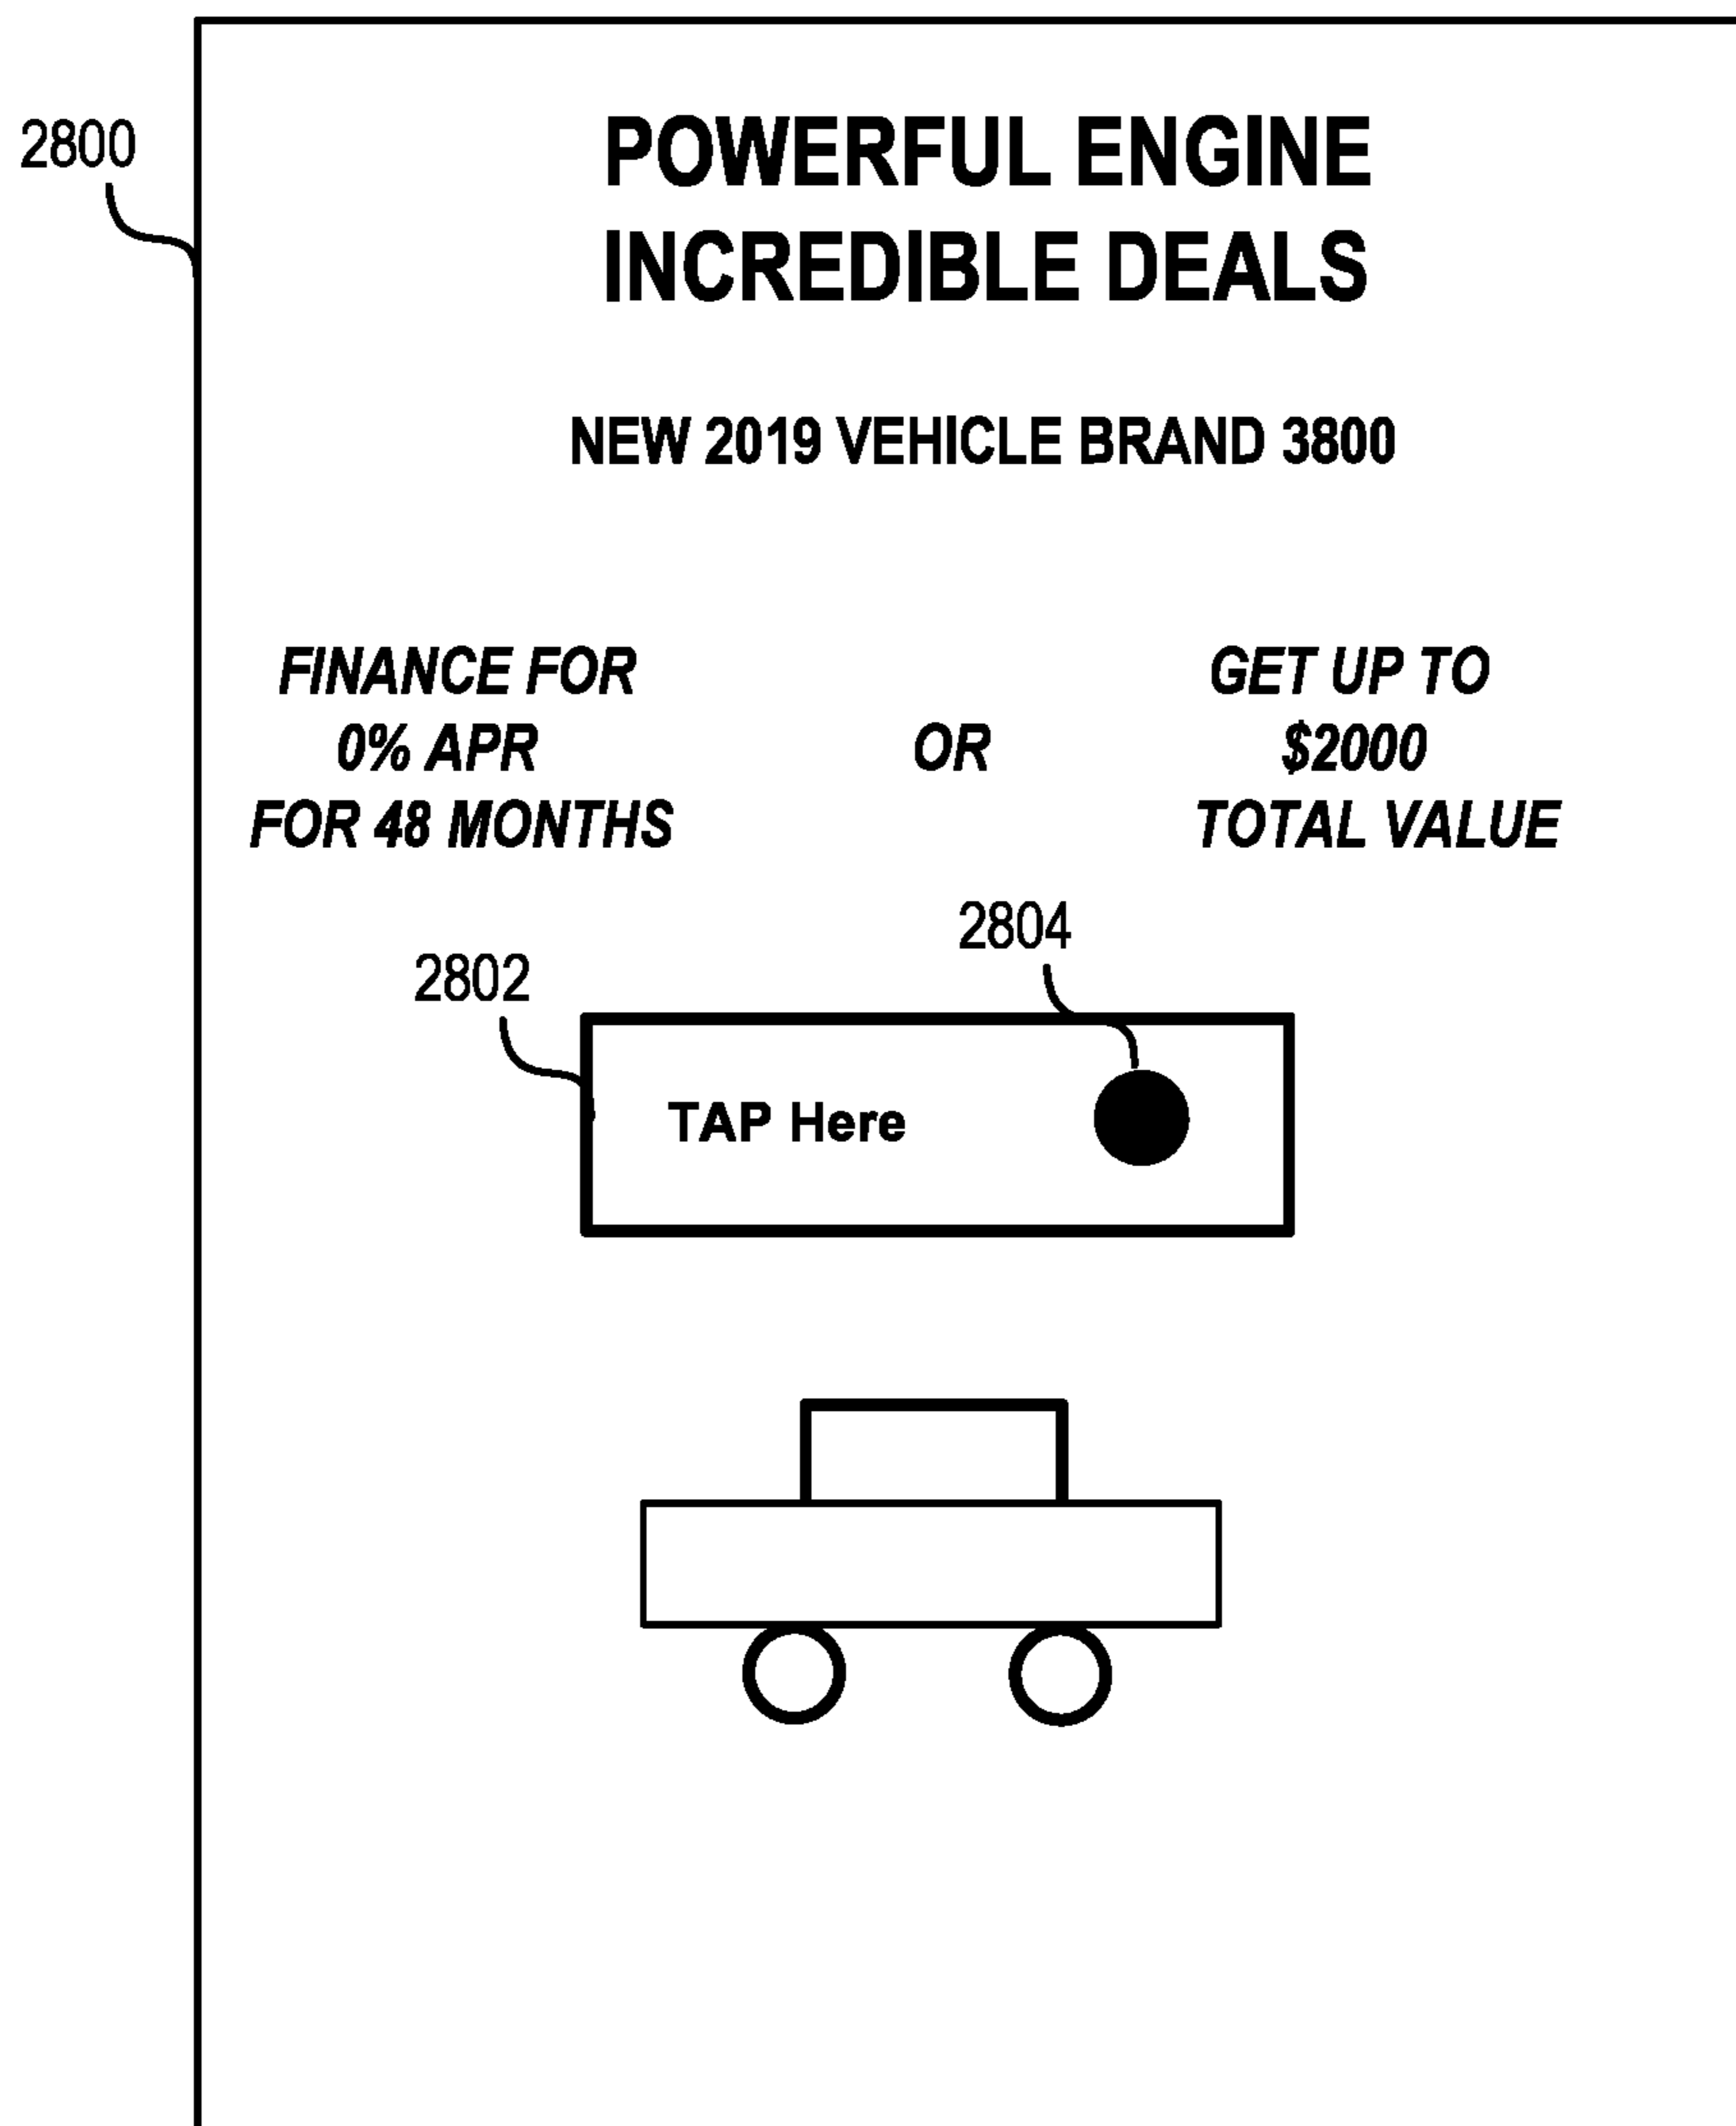 2800
POWERFUL ENGINE
INCREDIBLE DEALS
NEW 2019 VEHICLE BRAND 3800
FINANCE FOR
0% APR
FOR 48 MONTHS
OR
GET UP TO
$2000
TOTAL VALUE
2802
2804
TAP Here